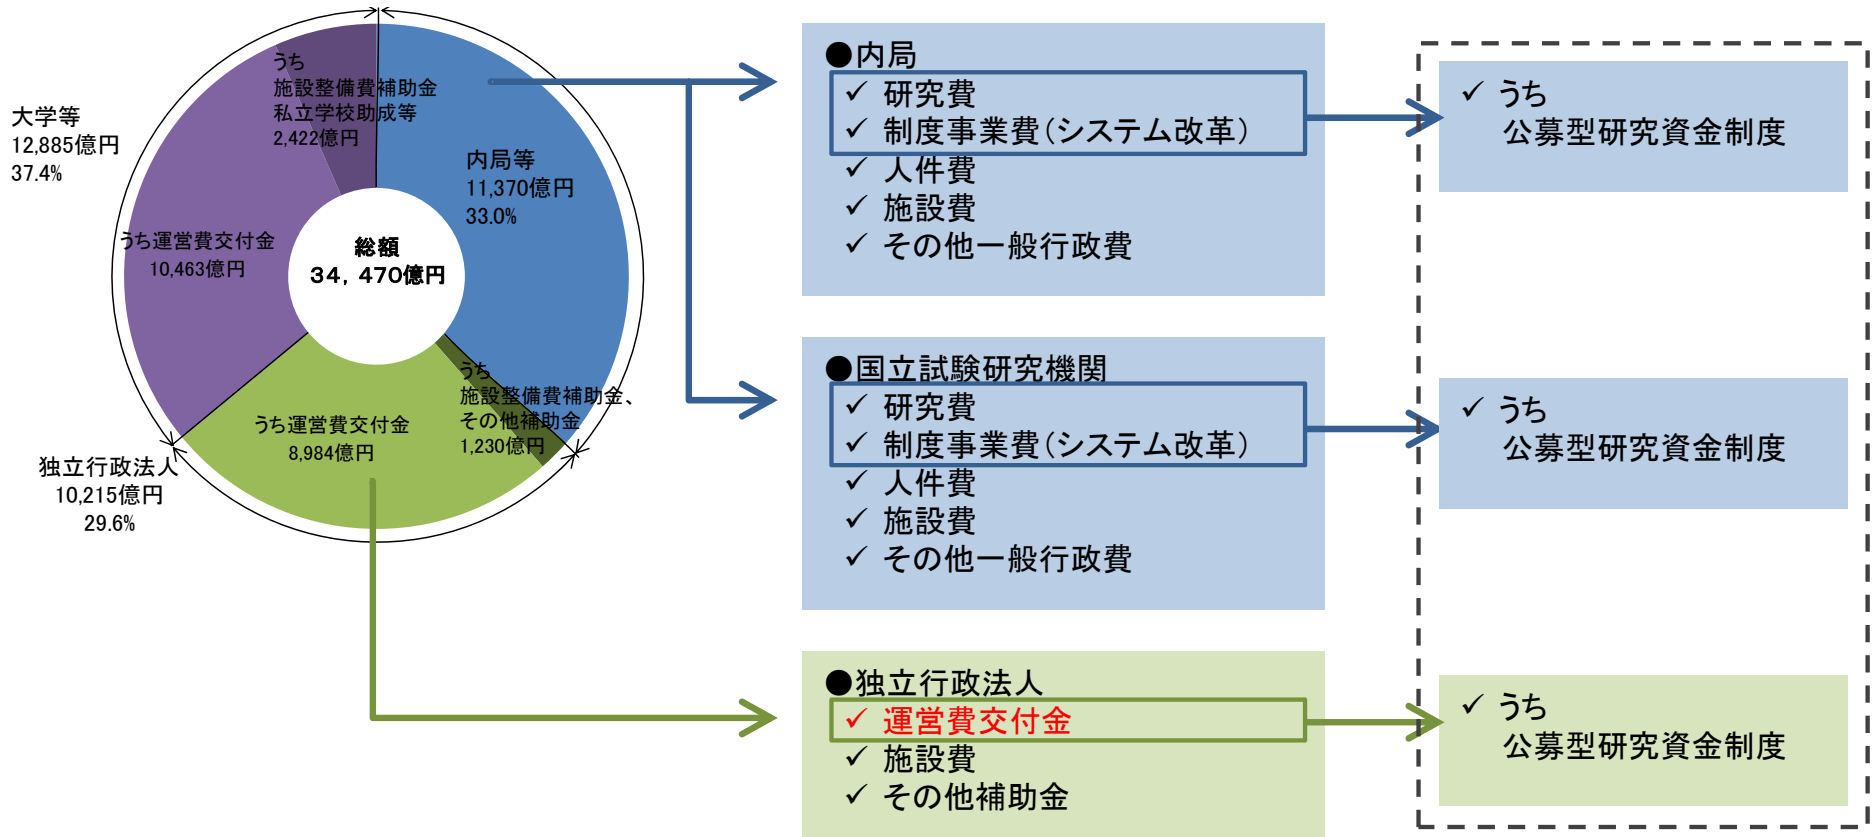 うち
施設整備費補助金
私立学校助成等
2,422億円
大学等
12,885億円
37.4%
内局等
11,370億円
33.0%
うち運営費交付金
10,463億円
総額
34,470億円
うち
施設整備費補助金、
その他補助金
1,230億円
うち運営費交付金
8,984億円
独立行政法人
10,215億円
29.6%
●内局
✓ 研究費
✓ 制度事業費(システム改革)
✓ 人件費
✓ 施設費
✓ その他一般行政費
✓ うち
公募型研究資金制度
●国立試験研究機関
✓ 研究費
✓ 制度事業費(システム改革)
✓ 人件費
✓ 施設費
✓ その他一般行政費
✓ うち
公募型研究資金制度
●独立行政法人
✓ 運営費交付金
✓ 施設費
✓ その他補助金
✓ うち
公募型研究資金制度